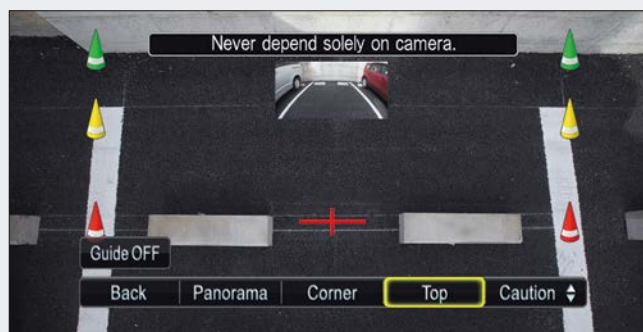 Never depend solely on camera.
Guide OFF
Back
Panorama
Corner
Top
Caution